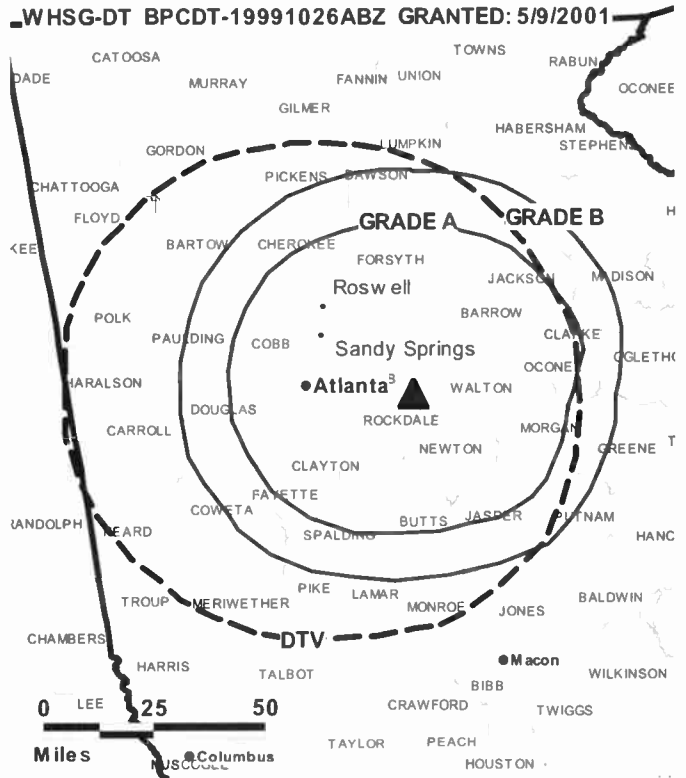 WHSG-DT BPCDT-19991026ABZ GRANTED: 5/9/2001
TOWNS
CATOOSA
RABUN
DADE
MURRAY
FANNIN
UNION
OCONEE
GILMER
HABERSHAM
LUMPKIN
STEPHENS
GORDON
PICKENS
DAWSON
CHATTOOGA
FLOYD
GRADE A
GRADE B
H
KEE
BARTOW
CHEROKEE
FORSYTH
JACKSON
MADISON
Roswell
POLK
BARROW
PAULDING
COBB
CLARKE
Sandy Springs
OGLETHO
OCONE
HARALSON
Atlanta
B
WALTON
DOUGLAS
ROCKDALE
CARROLL
MORGAN
NEWTON
GREENE
T
CLAYTON
FAYETTE
COWETA
BUTTS
JASPER
PUTNAM
RANDOLPH
HEARD
SPALDING
HANC
PIKE
LAMAR
TROUP
MERIWETHER
MONROE
JONES
BALDWIN
CHAMBERS
DTV
HARRIS
Macon
TALBOT
WILKINSON
BIBB
LEE
0 25 50
CRAWFORD
TWIGGS
Miles
Columbus
TAYLOR
PEACH
MUSCOGEE
HOUSTON